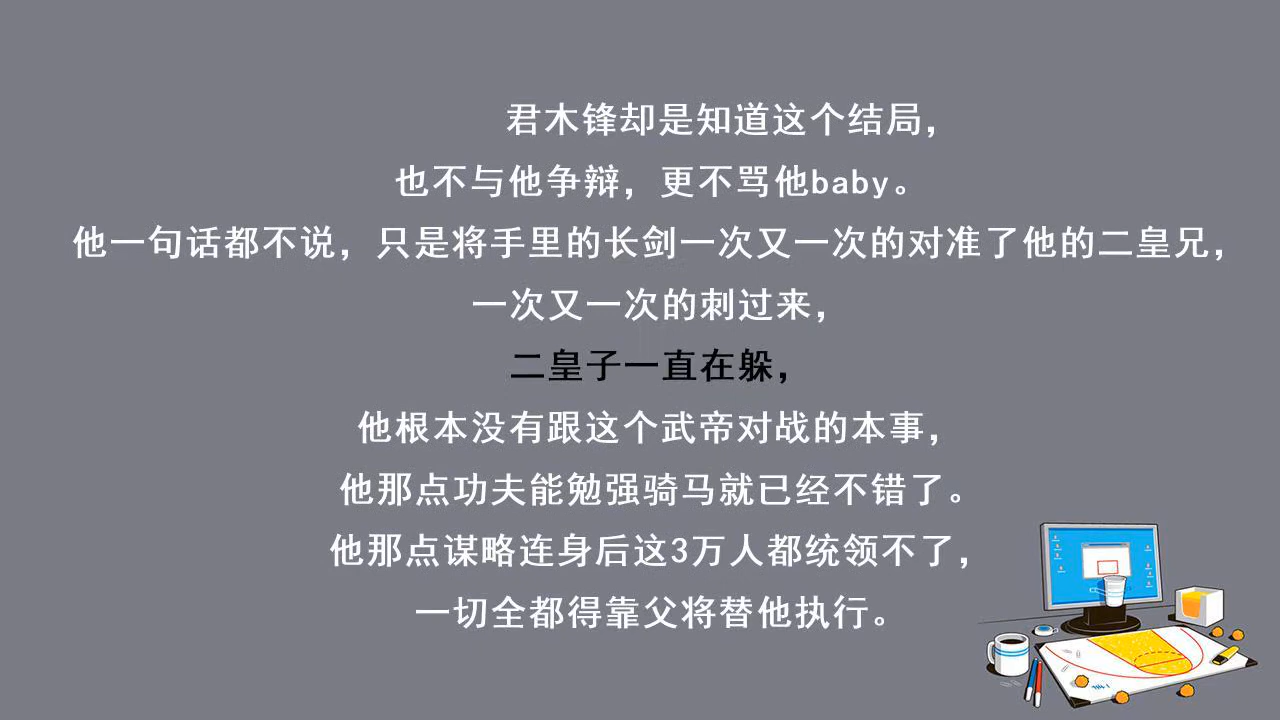 君木锋却是知道这个结局，
也不与他争辩，更不骂他baby。
他一句话都不说，只是将手里的长剑一次又一次的对准了他的二皇兄，
一次又一次的刺过来，
二皇子一直在躲，
他根本没有跟这个武帝对战的本事，
他那点功夫能勉强骑马就已经不错了。
他那点谋略连身后这3万人都统领不了，
一切全都得靠父将替他执行。